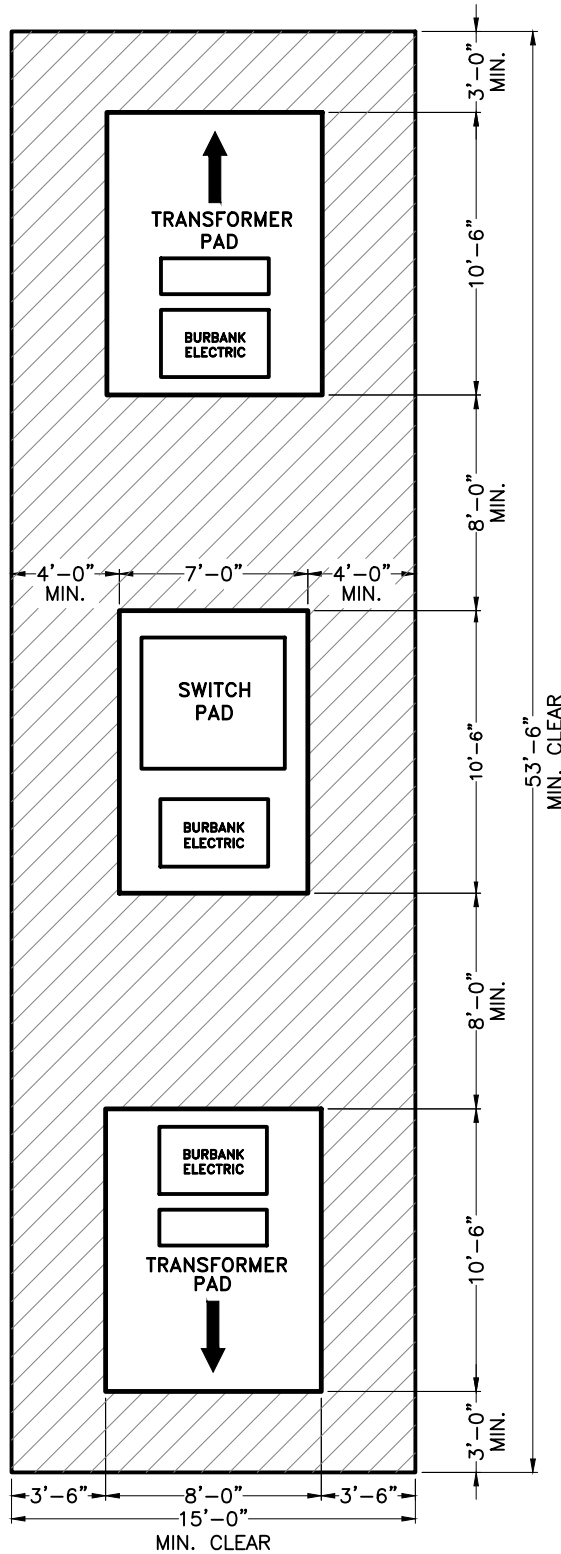 3'-0"
MIN.
TRANSFORMER
PAD
BURBANK
ELECTRIC
10'-6"
8'-0"
MIN.
4'-0"
MIN.
7'-0"
4'-0"
MIN.
SWITCH
PAD
BURBANK
ELECTRIC
10'-6"
53'-6"
MIN. CLEAR
8'-0"
MIN.
BURBANK
ELECTRIC
TRANSFORMER
PAD
10'-6"
3'-0"
MIN.
3'-6"
8'-0"
3'-6"
15'-0"
MIN. CLEAR